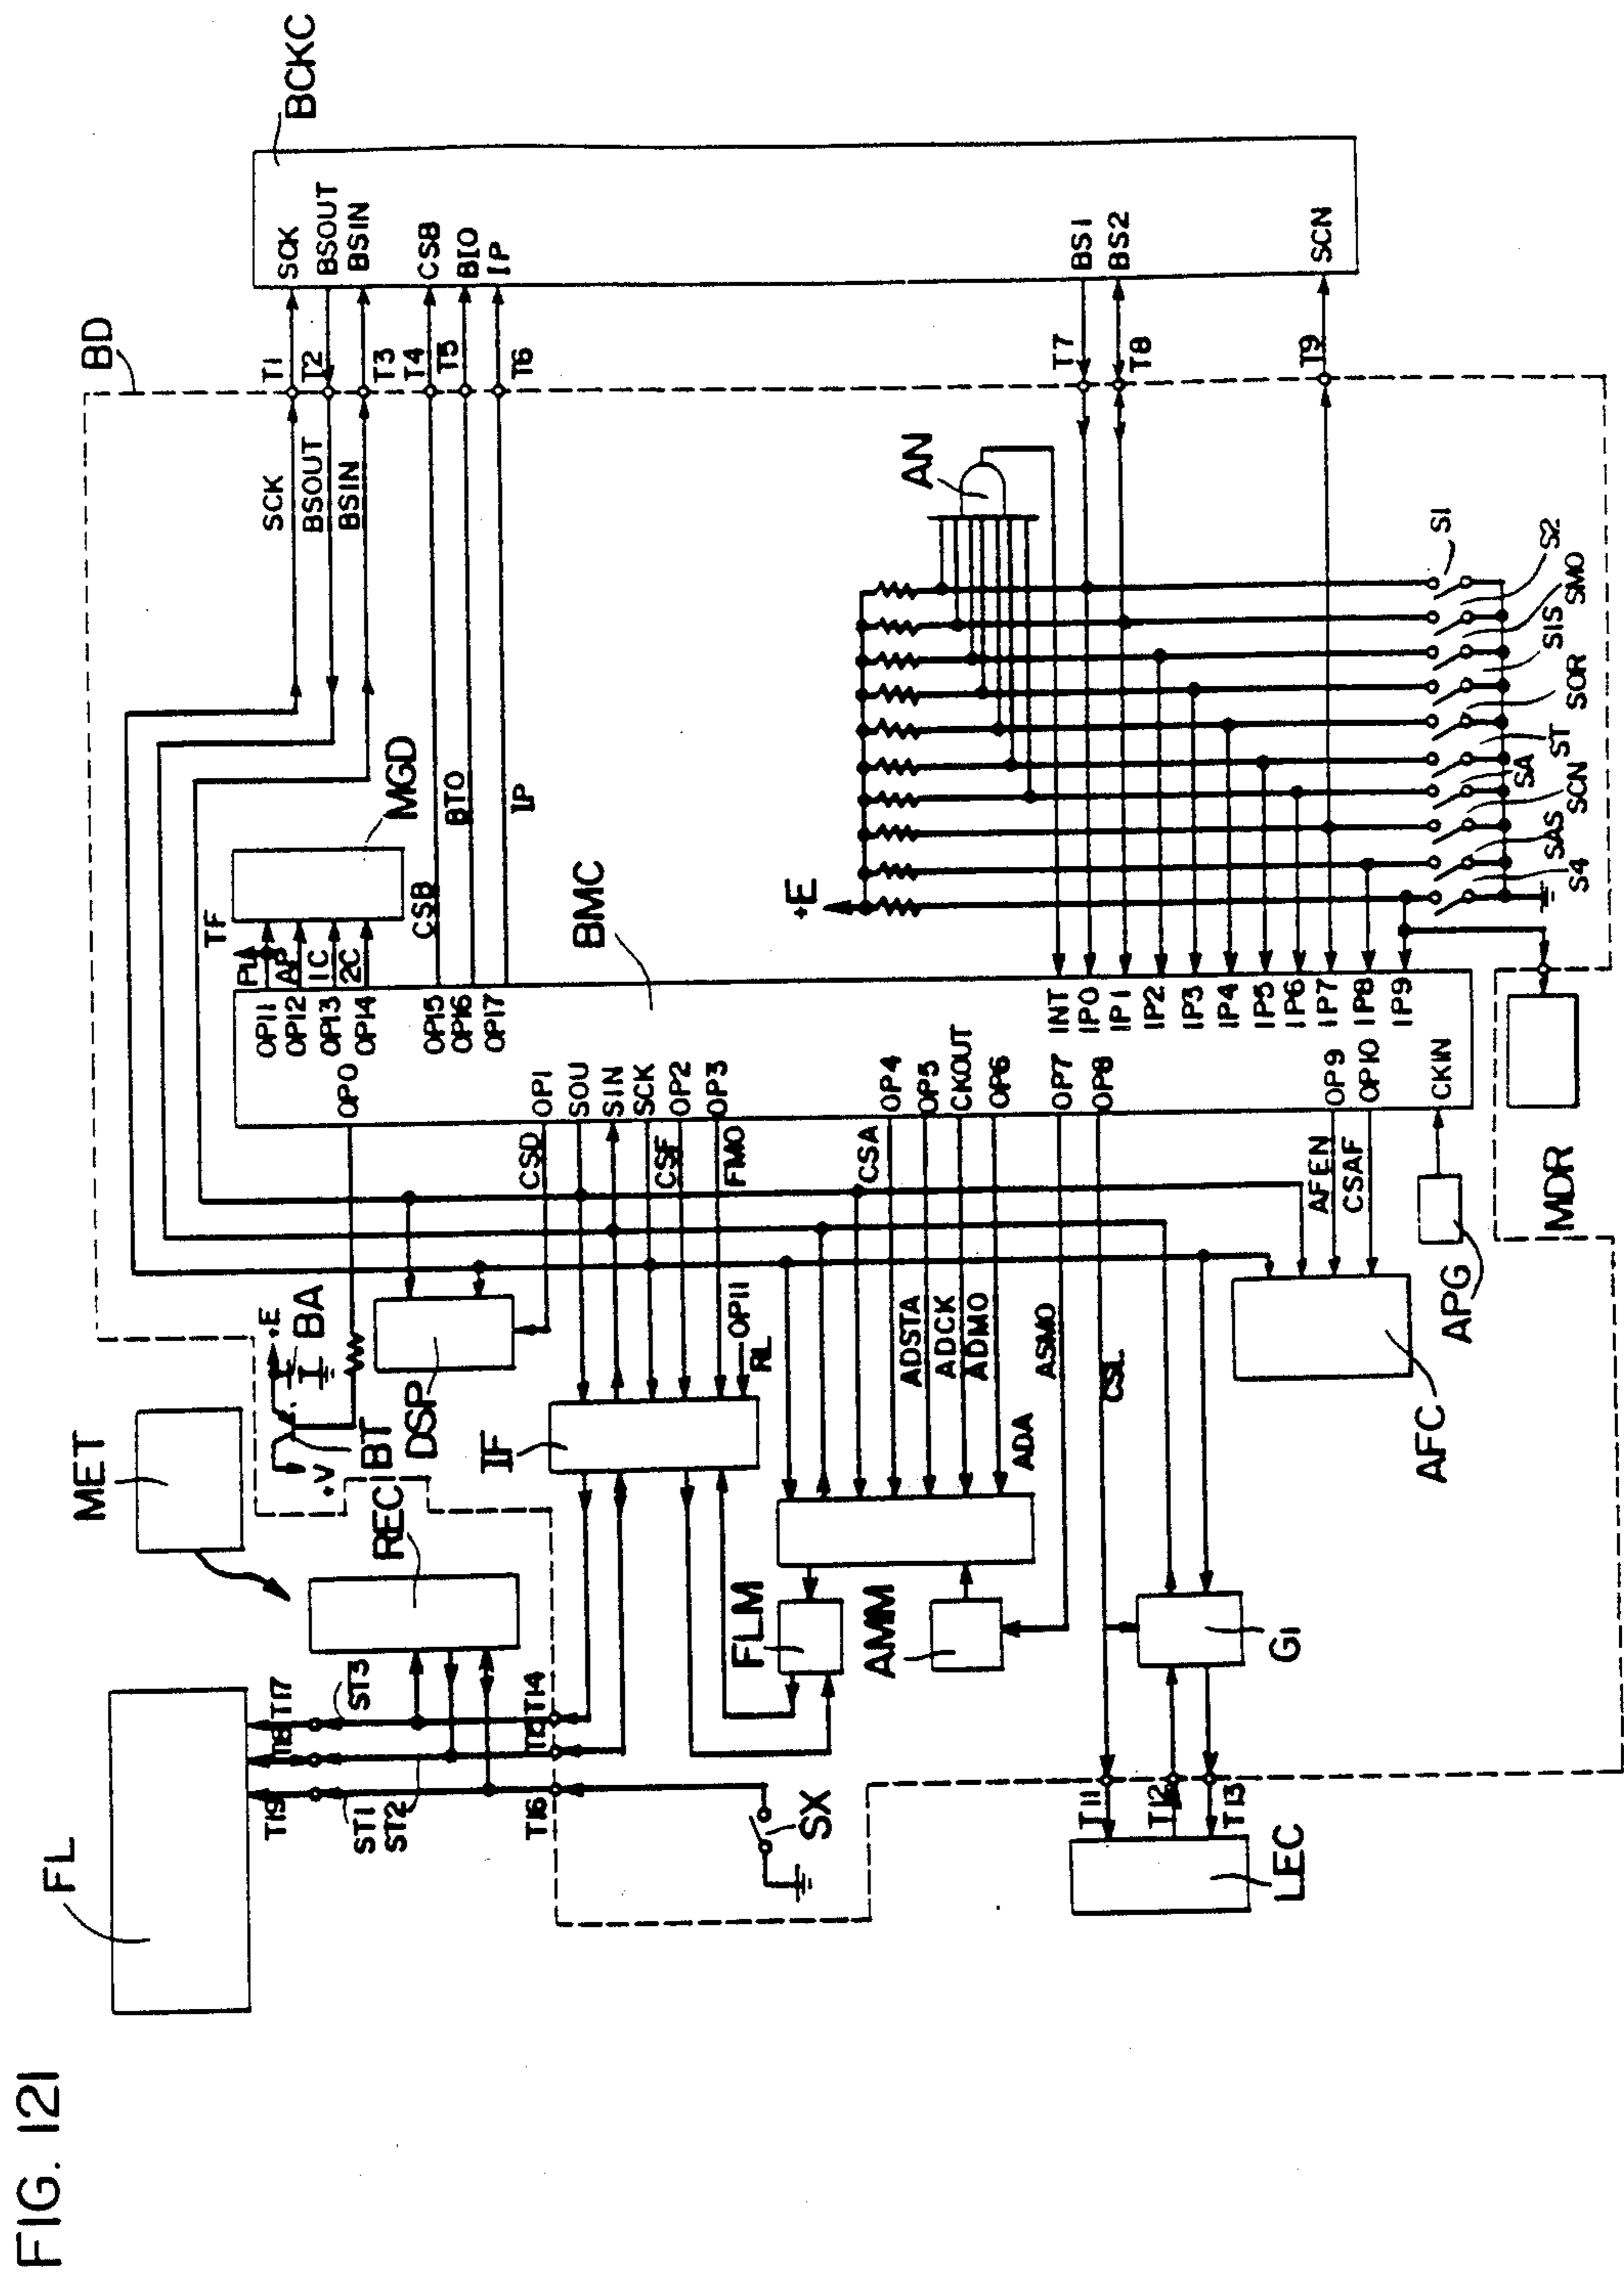 FIG. 121
FL
MET
REC
T19
T18
T17
ST1
ST2
ST3
T16
T15
T14
SX
+V
+E
BT
BA
DSP
IF
FLM
AMM
ADA
G1
LEC
T11
T12
T13
AFC
APG
MDR
BD
BMC
OP0
OP1
SOU
SIN
SCK
OP2
OP3
OP4
OP5
CKOUT
OP6
OP7
OP8
OP9
OP10
CKIN
CSD
CSF
FMO
OP11
RL
CSA
ADSTA
ADCK
ADMO
ASMO
CSL
AFEN
CSAF
OP11
OP12
OP13
OP14
OP15
OP16
OP17
INT
IP0
IP1
IP2
IP3
IP4
IP5
IP6
IP7
IP8
IP9
TF
PL
AP
1C
2C
MGD
CSB
BTO
IP
SCK
BSOUT
BSIN
+E
AN
S1
S2
SMO
SIS
SOR
ST
SA
SCN
SAS
S4
T1
T2
T3
T4
T5
T6
T7
T8
T9
BCKC
SCK
BSOUT
BSIN
CSB
BIO
IP
BS1
BS2
SCN